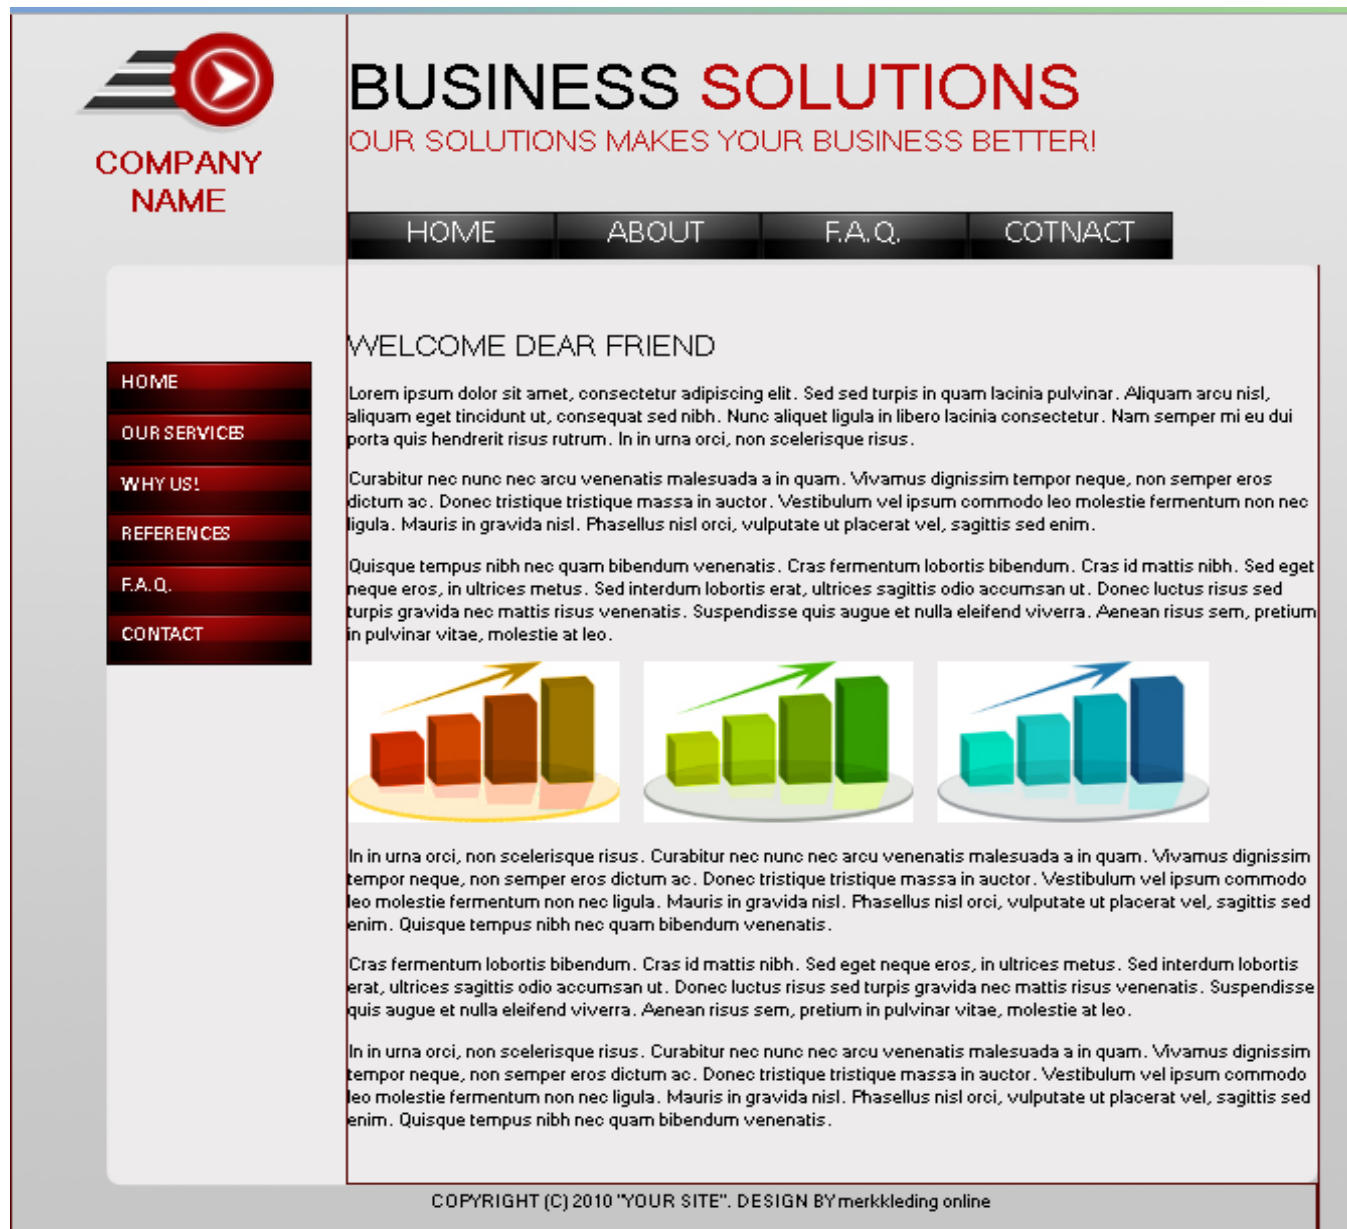 COMPANY
NAME
BUSINESS SOLUTIONS
OUR SOLUTIONS MAKES YOUR BUSINESS BETTER!
HOME ABOUT F.A.Q. COTNACT
HOME
OUR SERVICES
WHY US!
REFERENCES
F.A.Q.
CONTACT
WELCOME DEAR FRIEND
Lorem ipsum dolor sit amet, consectetur adipiscing elit. Sed sed turpis in quam lacinia pulvinar. Aliquam arcu nisl,
aliquam eget tincidunt ut, consequat sed nibh. Nunc aliquet ligula in libero lacinia consectetur. Nam semper mi eu dui
porta quis hendrerit risus rutrum. In in urna orci, non scelerisque risus.
Curabitur nec nunc nec arcu venenatis malesuada a in quam. Vivamus dignissim tempor neque, non semper eros
dictum ac. Donec tristique tristique massa in auctor. Vestibulum vel ipsum commodo leo molestie fermentum non nec
ligula. Mauris in gravida nisl. Phasellus nisl orci, vulputate ut placerat vel, sagittis sed enim.
Quisque tempus nibh nec quam bibendum venenatis. Cras fermentum lobortis bibendum. Cras id mattis nibh. Sed eget
neque eros, in ultrices metus. Sed interdum lobortis erat, ultrices sagittis odio accumsan ut. Donec luctus risus sed
turpis gravida nec mattis risus venenatis. Suspendisse quis augue et nulla eleifend viverra. Aenean risus sem, pretium
in pulvinar vitae, molestie at leo.
In in urna orci, non scelerisque risus. Curabitur nec nunc nec arcu venenatis malesuada a in quam. Vivamus dignissim
tempor neque, non semper eros dictum ac. Donec tristique tristique massa in auctor. Vestibulum vel ipsum commodo
leo molestie fermentum non nec ligula. Mauris in gravida nisl. Phasellus nisl orci, vulputate ut placerat vel, sagittis sed
enim. Quisque tempus nibh nec quam bibendum venenatis.
Cras fermentum lobortis bibendum. Cras id mattis nibh. Sed eget neque eros, in ultrices metus. Sed interdum lobortis
erat, ultrices sagittis odio accumsan ut. Donec luctus risus sed turpis gravida nec mattis risus venenatis. Suspendisse
quis augue et nulla eleifend viverra. Aenean risus sem, pretium in pulvinar vitae, molestie at leo.
In in urna orci, non scelerisque risus. Curabitur nec nunc nec arcu venenatis malesuada a in quam. Vivamus dignissim
tempor neque, non semper eros dictum ac. Donec tristique tristique massa in auctor. Vestibulum vel ipsum commodo
leo molestie fermentum non nec ligula. Mauris in gravida nisl. Phasellus nisl orci, vulputate ut placerat vel, sagittis sed
enim. Quisque tempus nibh nec quam bibendum venenatis.
COPYRIGHT (C) 2010 "YOUR SITE". DESIGN BY merkkleding online